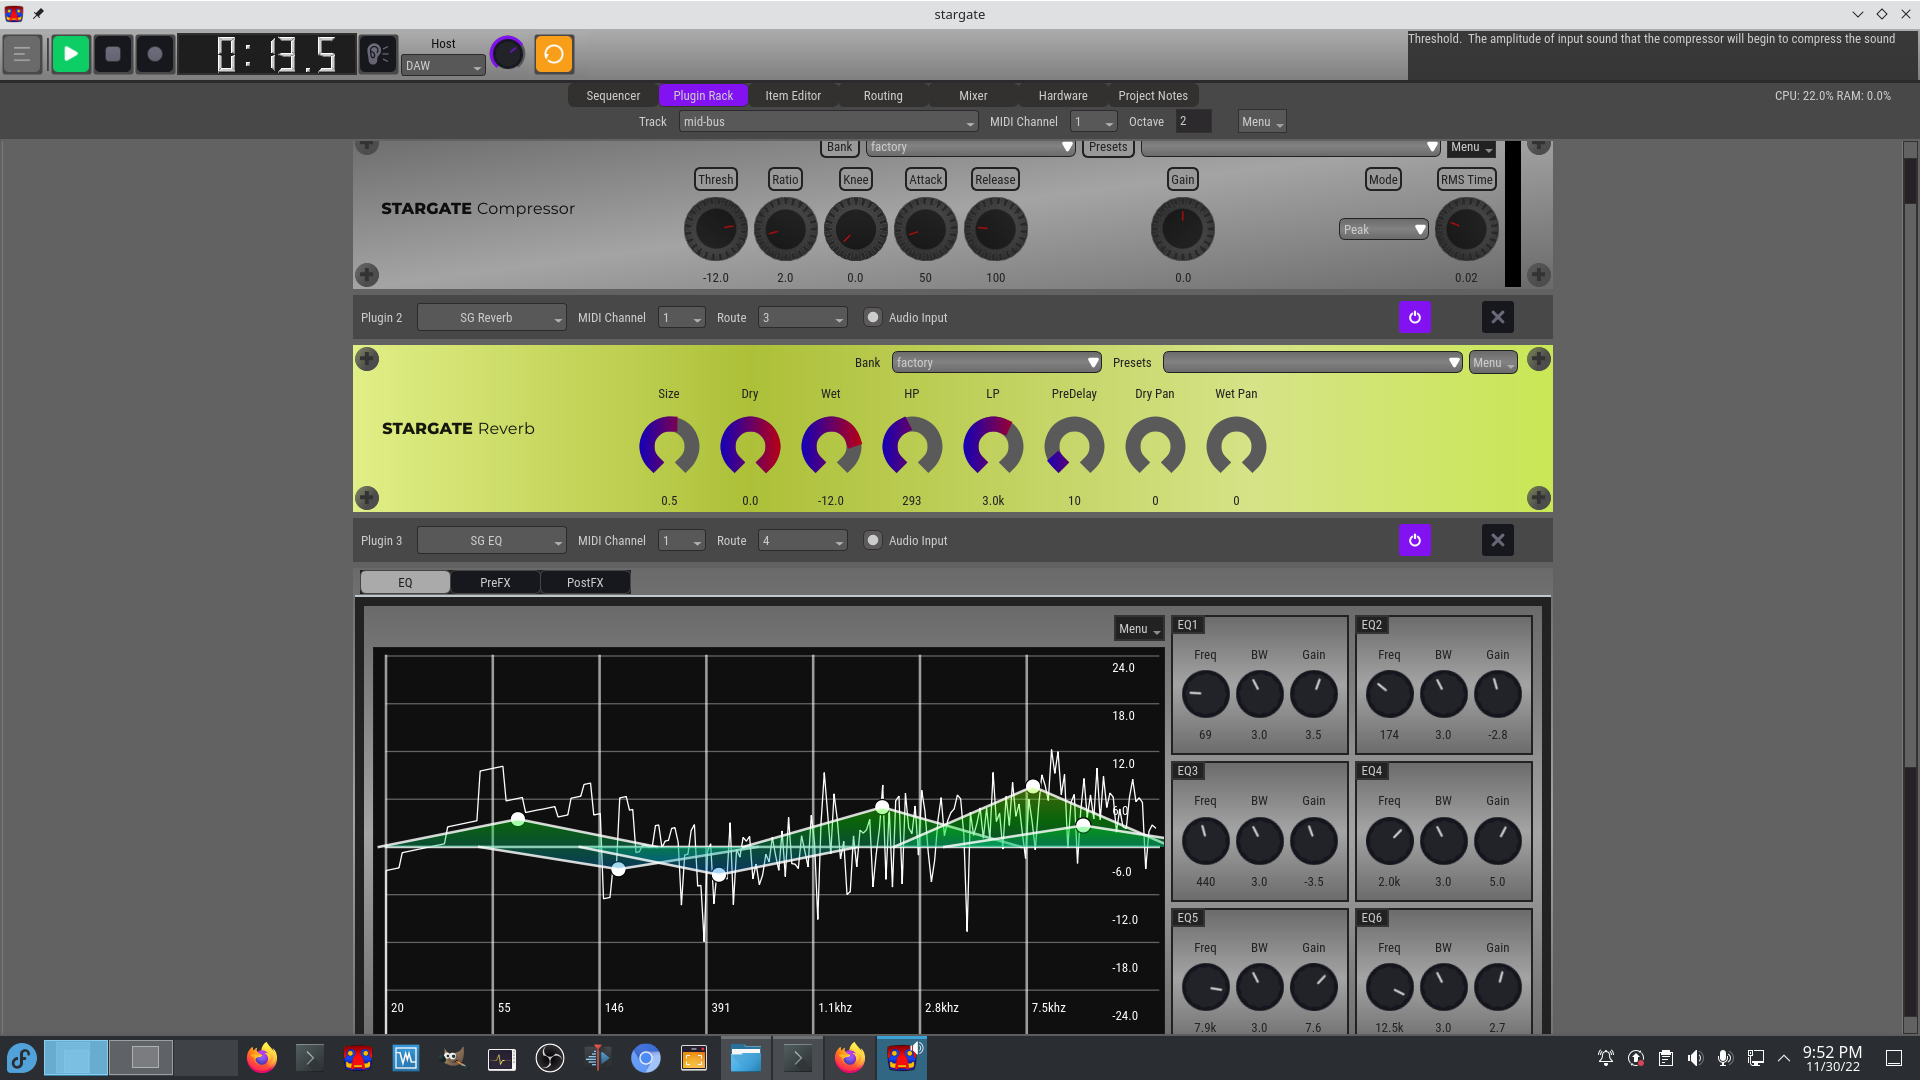 stargate
0:13.5
Host
DAW
Threshold.  The amplitude of input sound that the compressor will begin to compress the sound
Sequencer Plugin Rack Item Editor Routing Mixer Hardware Project Notes
CPU: 22.0% RAM: 0.0%
Track mid-bus MIDI Channel 1 Octave 2 Menu
Bank factory Presets Menu
Thresh Ratio Knee Attack Release Gain Mode RMS Time
STARGATE Compressor
Peak
-12.0 2.0 0.0 50 100 0.0 0.02
Plugin 2 SG Reverb MIDI Channel 1 Route 3 Audio Input
Bank factory Presets Menu
Size Dry Wet HP LP PreDelay Dry Pan Wet Pan
STARGATE Reverb
0.5 0.0 -12.0 293 3.0k 10 0 0
Plugin 3 SG EQ MIDI Channel 1 Route 4 Audio Input
EQ PreFX PostFX
Menu
24.0
18.0
12.0
6.0
-6.0
-12.0
-18.0
-24.0
20 55 146 391 1.1khz 2.8khz 7.5khz
EQ1
Freq BW Gain
69 3.0 3.5
EQ2
Freq BW Gain
174 3.0 -2.8
EQ3
Freq BW Gain
440 3.0 -3.5
EQ4
Freq BW Gain
2.0k 3.0 5.0
EQ5
Freq BW Gain
7.9k 3.0 7.6
EQ6
Freq BW Gain
12.5k 3.0 2.7
9:52 PM
11/30/22